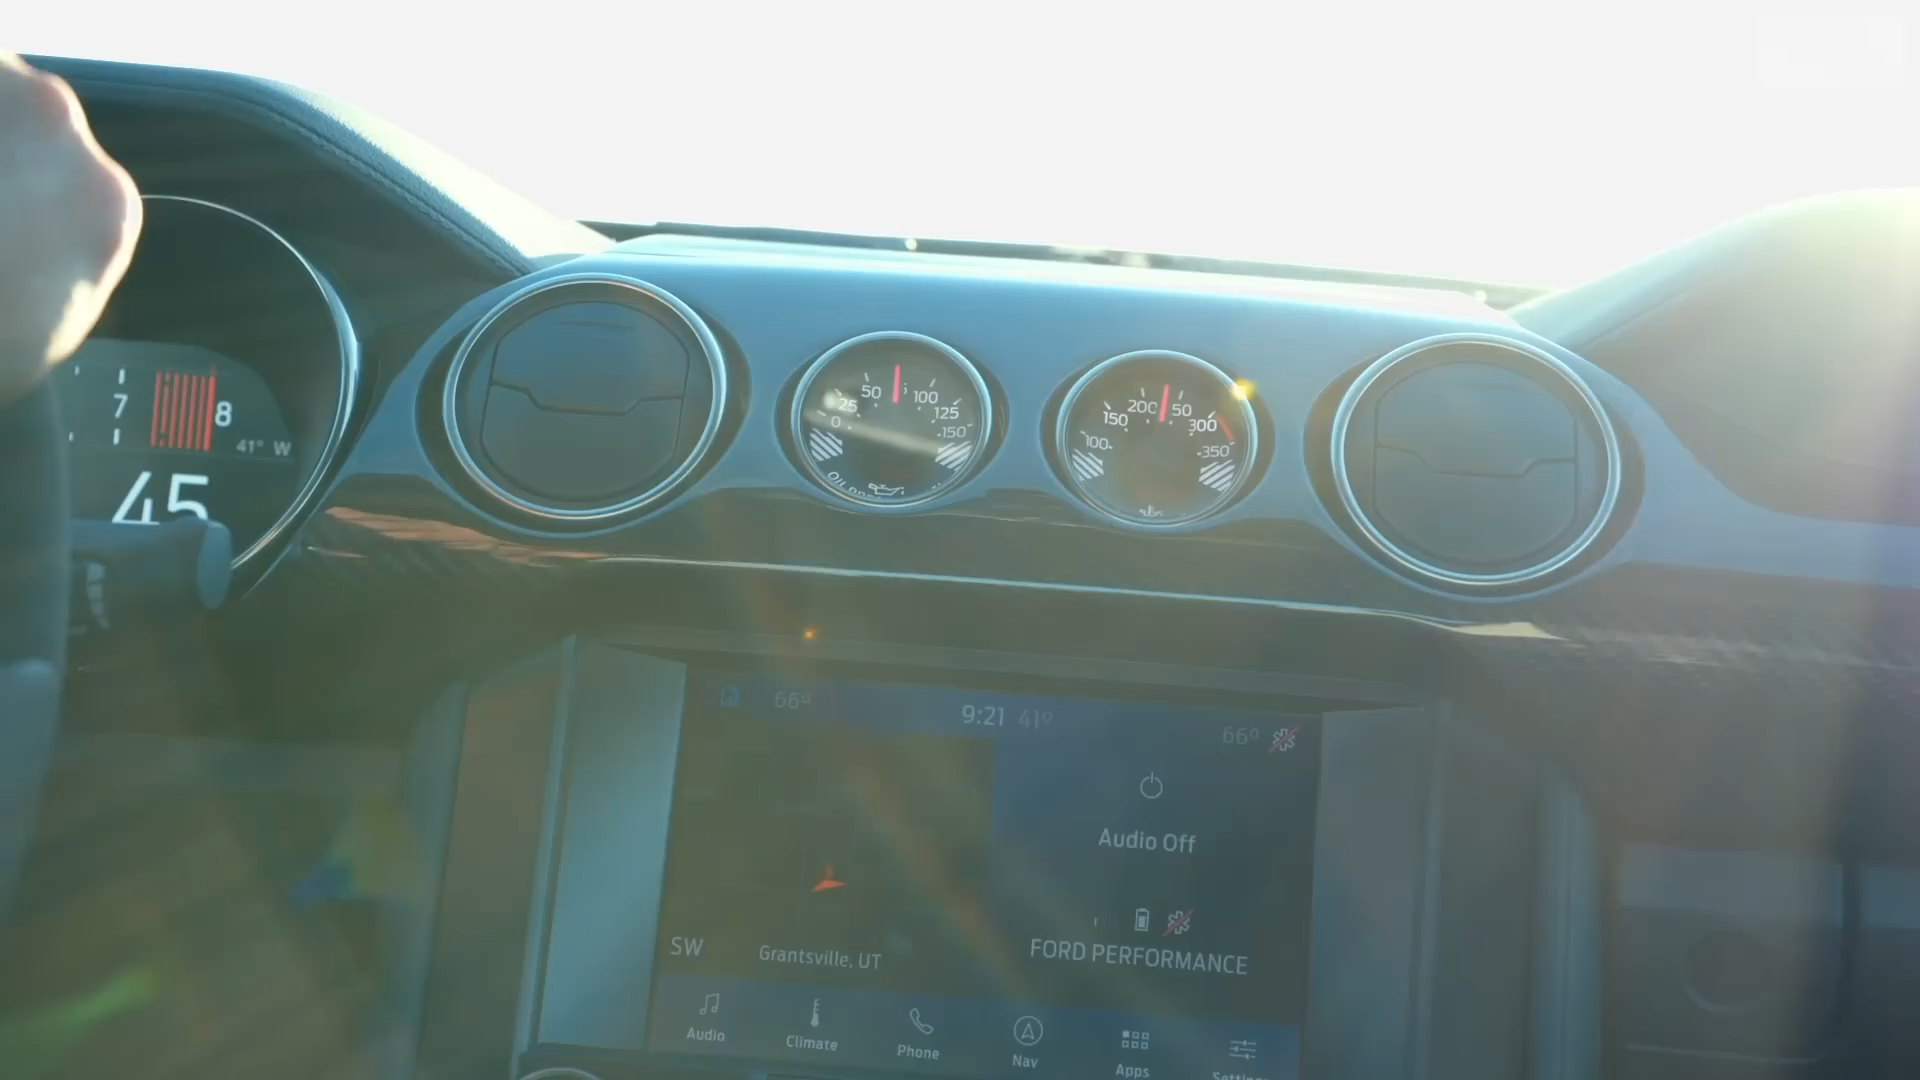 7 8
41° W
45
0 25 50 100 125 150
100 150 200 50 300 350
66° 9:21 41° 66°
Audio Off
SW Grantsville, UT FORD PERFORMANCE
Audio Climate Phone Nav Apps